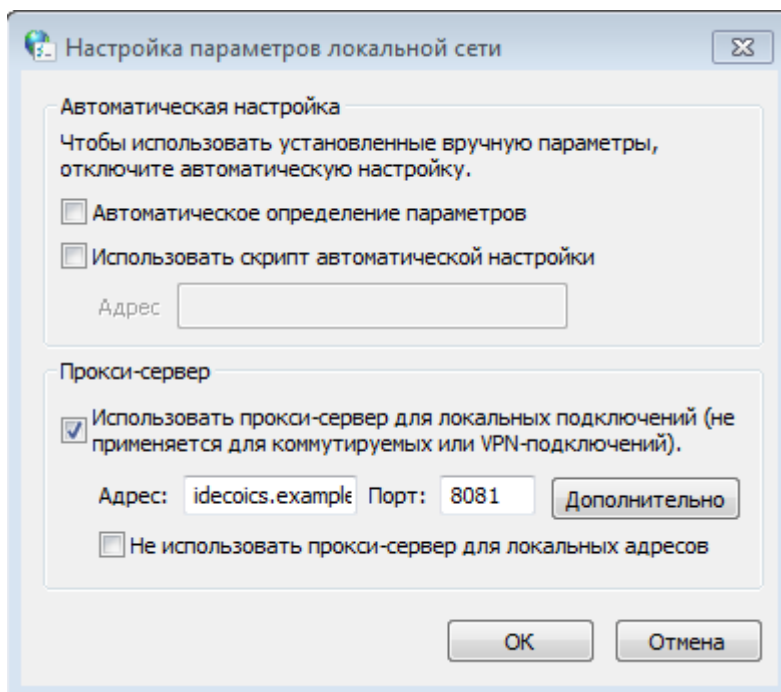 Настройка параметров локальной сети
Автоматическая настройка
Чтобы использовать установленные вручную параметры,
отключите автоматическую настройку.
Автоматическое определение параметров
Использовать скрипт автоматической настройки
Адрес
Прокси-сервер
Использовать прокси-сервер для локальных подключений (не
применяется для коммутируемых или VPN-подключений).
Адрес: idecoics.example Порт: 8081 Дополнительно
Не использовать прокси-сервер для локальных адресов
ОК Отмена